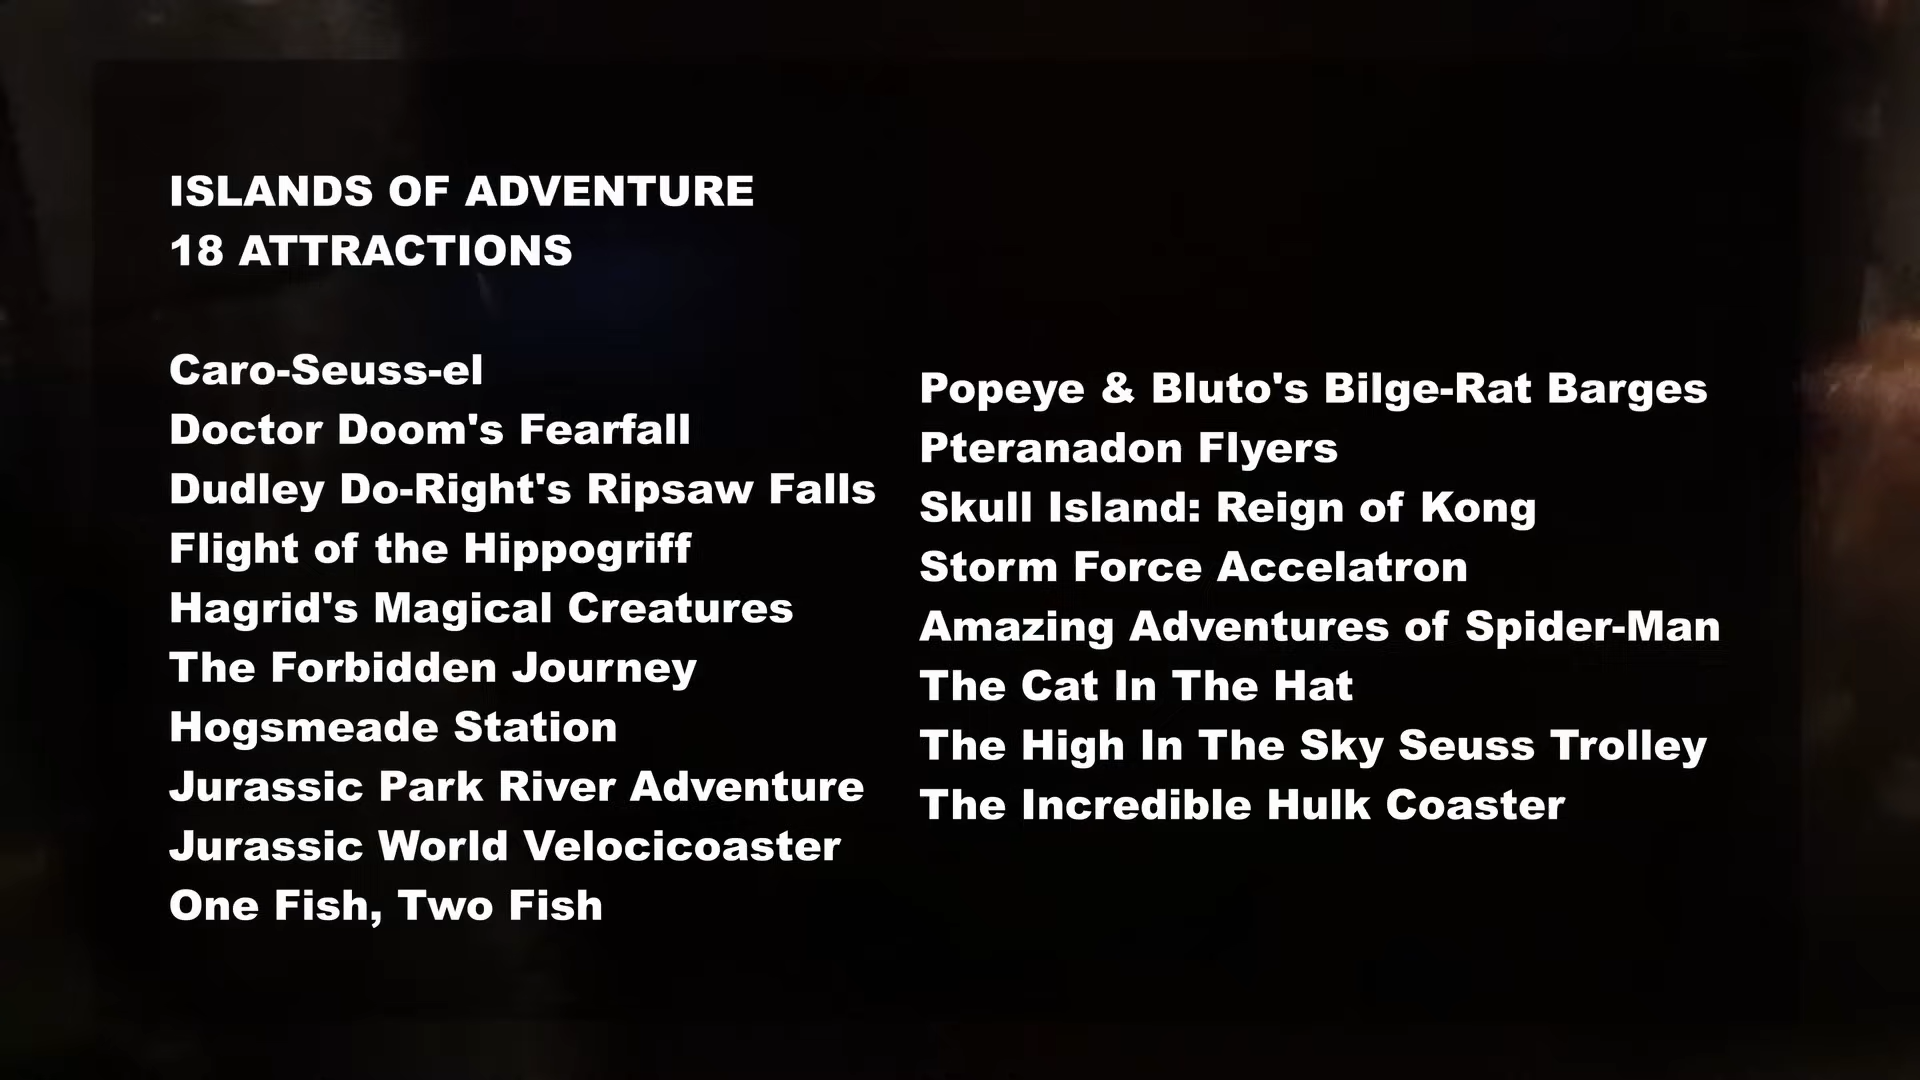 ISLANDS OF ADVENTURE
18 ATTRACTIONS
Caro-Seuss-el
Doctor Doom's Fearfall
Dudley Do-Right's Ripsaw Falls
Flight of the Hippogriff
Hagrid's Magical Creatures
The Forbidden Journey
Hogsmeade Station
Jurassic Park River Adventure
Jurassic World Velocicoaster
One Fish, Two Fish
Popeye & Bluto's Bilge-Rat Barges
Pteranadon Flyers
Skull Island: Reign of Kong
Storm Force Accelatron
Amazing Adventures of Spider-Man
The Cat In The Hat
The High In The Sky Seuss Trolley
The Incredible Hulk Coaster